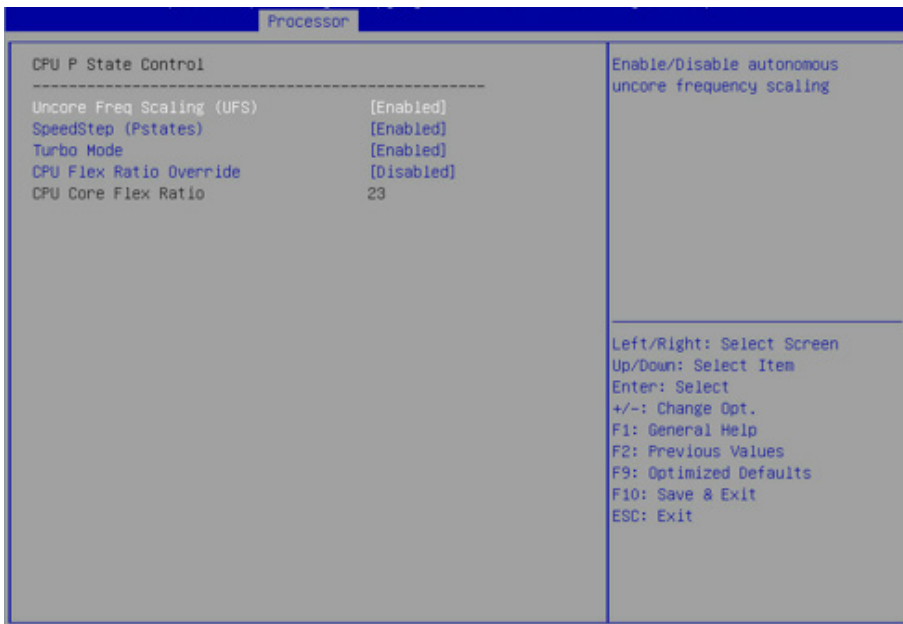 Processor
CPU P State Control
--------------------------------------------------
Uncore Freq Scaling (UFS) [Enabled]
SpeedStep (Pstates) [Enabled]
Turbo Mode [Enabled]
CPU Flex Ratio Override [Disabled]
CPU Core Flex Ratio 23
Enable/Disable autonomous
uncore frequency scaling
Left/Right: Select Screen
Up/Down: Select Item
Enter: Select
+/-: Change Opt.
F1: General Help
F2: Previous Values
F9: Optimized Defaults
F10: Save & Exit
ESC: Exit